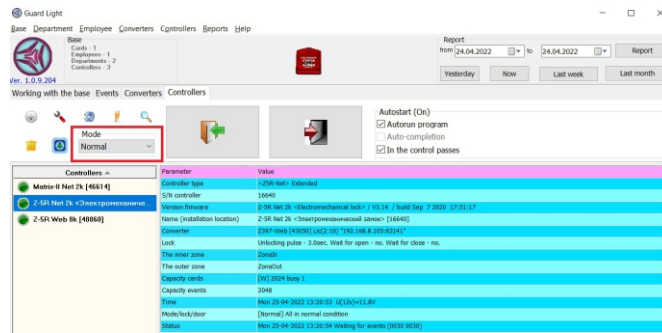 Guard Light
Base Department Employee Converters Controllers Reports Help
Base
Cards - 1
Employees - 1
Departments - 2
Controllers - 3
Ver. 1.0.9.204
Report
from 24.04.2022 to 24.04.2022 Report
Yesterday Now Last week Last month
Working with the base Events Converters Controllers
Mode
Normal
Autostart (On)
Autorun program
Auto-completion
In the control passes
Controllers
Matrix-II Net 2k [46614]
Z-5R Net 2k <Электромеханиче...
Z-5R Web 8k [48860]
Parameter Value
Controller type <Z5R-Net> Extended
S/N controller 16640
Version firmware Z-5R Net 2k <Electromechanical lock> / V3.14 / build Sep 7 2020 17:51:17
Name (installation location) Z-5R Net 2k <Электромеханический замок> [16640]
Converter Z397-Web [43050] Lic(2:10) "192.168.8.105:63141"
Lock Unlocking pulse - 3.0sec. Wait for open - no. Wait for close - no.
The inner zone ZonaIn
The outer zone ZonaOut
Capacity cards [W] 2024 busy 1
Capacity events 2048
Time Mon 25-04-2022 13:20:53 U(12v)=11.8V
Mode/lock/door [Normal] All in normal condition
Status Mon 25-04-2022 13:20:54 Waiting for events (0030 0030)